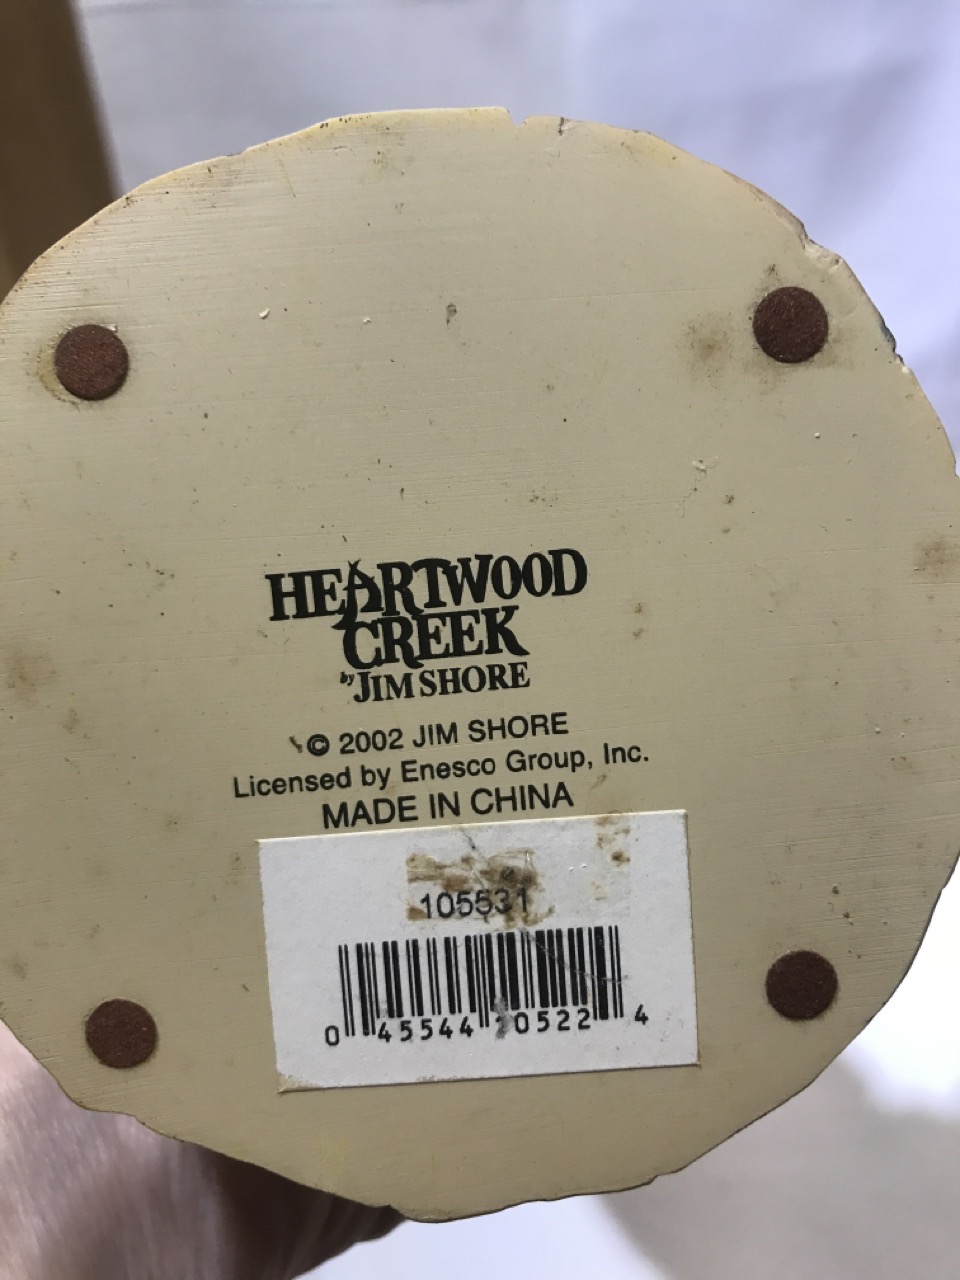 HEARTWOOD
CREEK
by JIM SHORE
© 2002 JIM SHORE
Licensed by Enesco Group, Inc.
MADE IN CHINA
105531
0 45544 10522 4